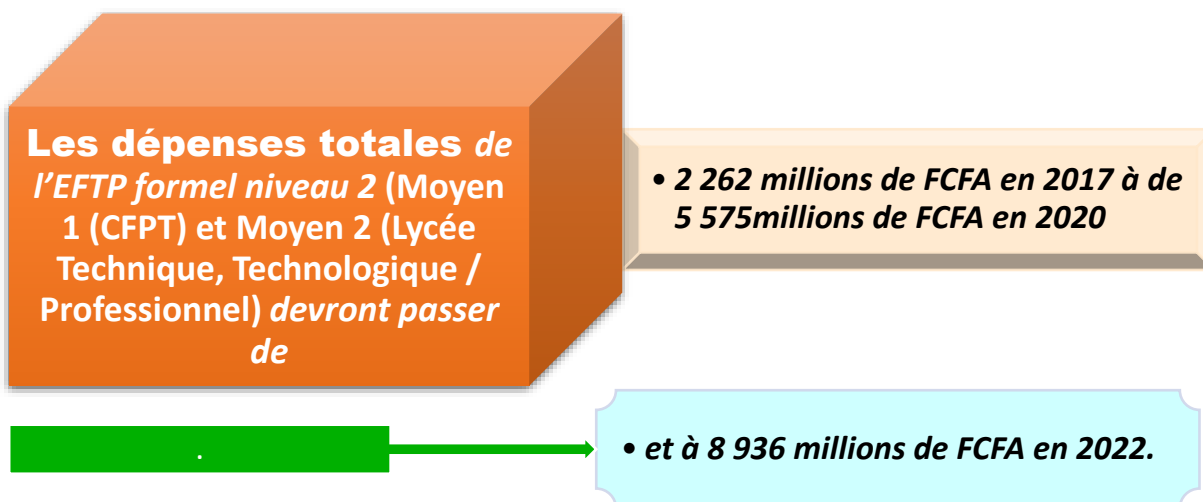 Les dépenses totales de
l’EFTP formel niveau 2 (Moyen
1 (CFPT) et Moyen 2 (Lycée
Technique, Technologique /
Professionnel) devront passer
de
• 2 262 millions de FCFA en 2017 à de
5 575millions de FCFA en 2020
.
• et à 8 936 millions de FCFA en 2022.